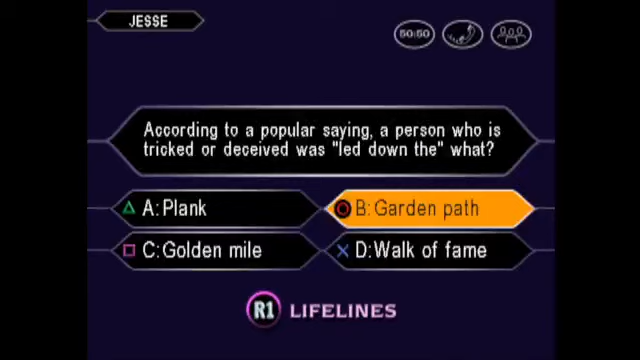 JESSE
50:50
According to a popular saying, a person who is
tricked or deceived was "led down the" what?
A: Plank
B: Garden path
C: Golden mile
D: Walk of fame
R1 LIFELINES